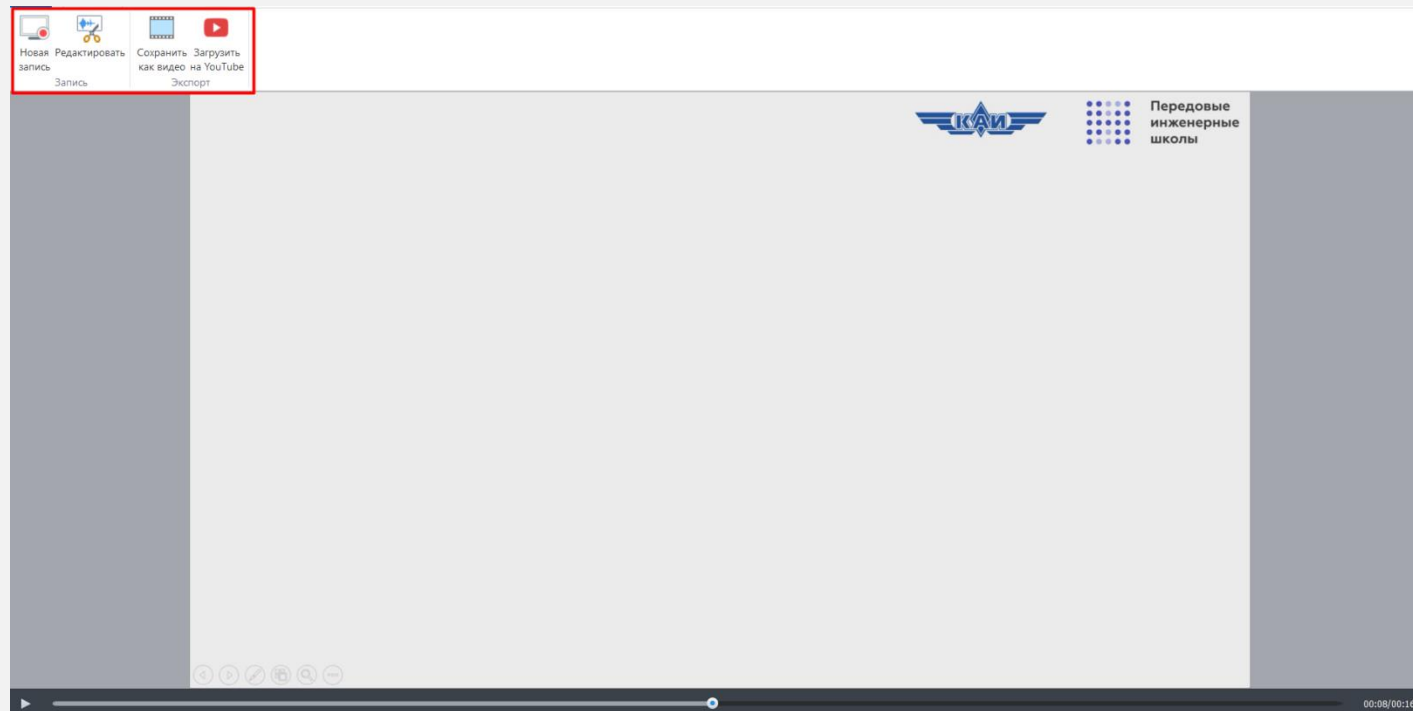 Новая
запись
Редактировать
Сохранить
как видео
Загрузить
на YouTube
Запись
Экспорт
КАИ
Передовые
инженерные
школы
00:08/00:16